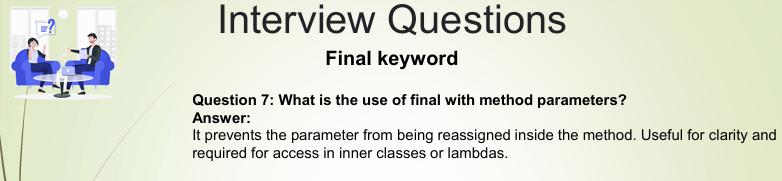 Interview Questions
Final keyword
Question 7: What is the use of final with method parameters?
Answer:
It prevents the parameter from being reassigned inside the method. Useful for clarity and
required for access in inner classes or lambdas.